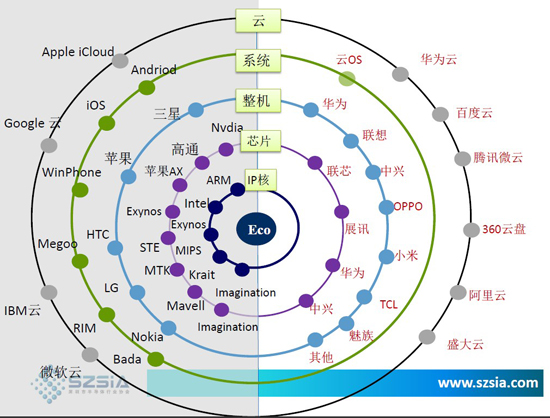 云
系统
整机
芯片
IP核
Eco
Apple iCloud
Google 云
IBM云
微软云
Andriod
iOS
WinPhone
Megoo
RIM
Bada
三星
苹果
HTC
LG
Nokia
Nvdia
高通
苹果AX
Exynos
STE
MTK
Mavell
Imagination
ARM
Intel
Exynos
MIPS
Krait
Imagination
云OS
华为云
百度云
腾讯微云
360云盘
阿里云
盛大云
华为
联想
中兴
OPPO
小米
TCL
魅族
其他
联芯
展讯
华为
中兴
SZSIA
www.szsia.com